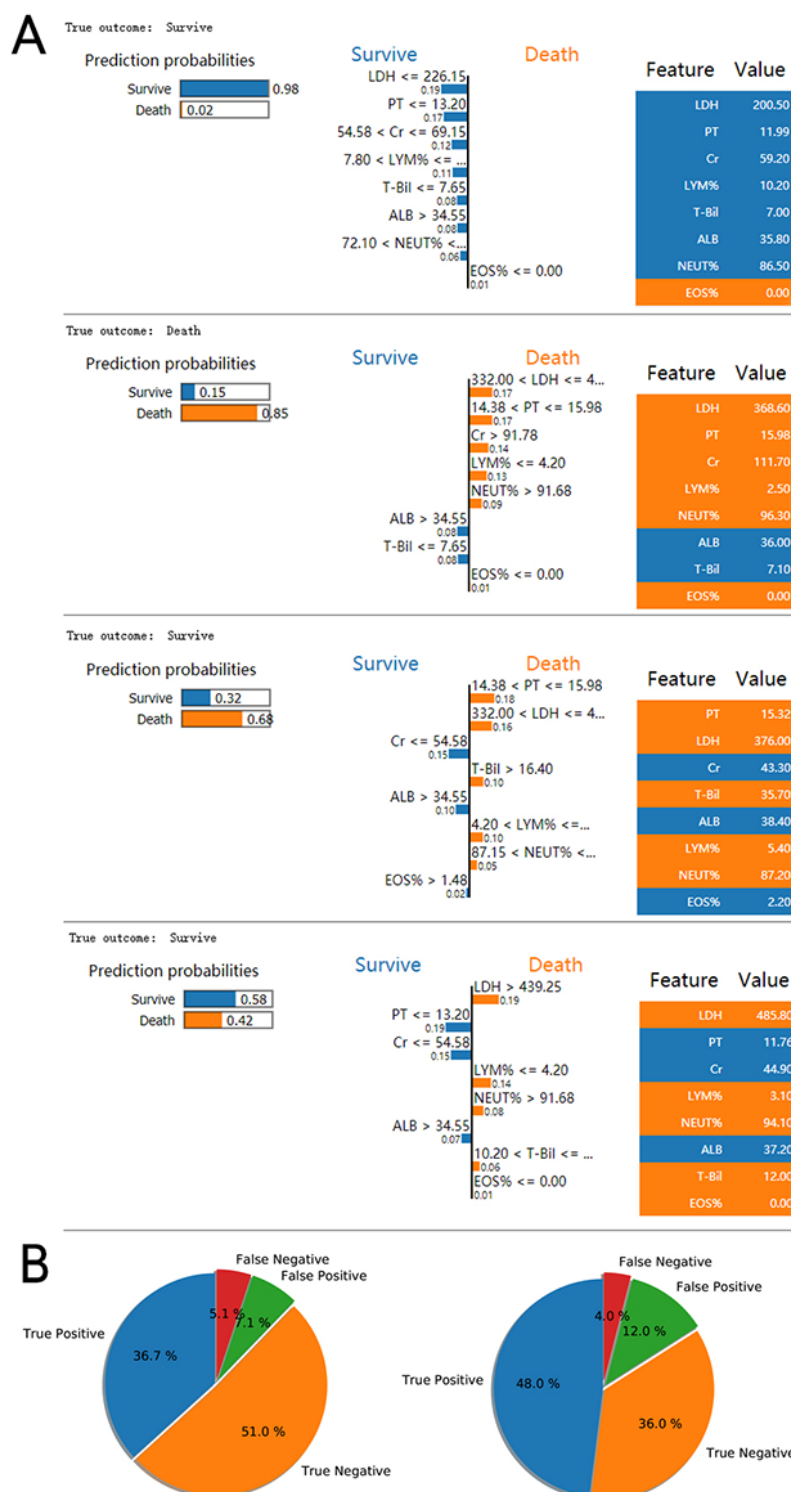 A
True outcome: Survive
Prediction probabilities
Survive 0.98
Death 0.02
Survive Death
LDH <= 226.15
0.19
PT <= 13.20
0.17
54.58 < Cr <= 69.15
0.12
7.80 < LYM% <= ...
0.11
T-Bil <= 7.65
0.08
ALB > 34.55
0.08
72.10 < NEUT% <...
0.06
EOS% <= 0.00
0.01
Feature Value
LDH 200.50
PT 11.99
Cr 59.20
LYM% 10.20
T-Bil 7.00
ALB 35.80
NEUT% 86.50
EOS% 0.00
True outcome: Death
Prediction probabilities
Survive 0.15
Death 0.85
Survive Death
332.00 < LDH <= 4...
0.17
14.38 < PT <= 15.98
0.17
Cr > 91.78
0.14
LYM% <= 4.20
0.13
NEUT% > 91.68
0.09
ALB > 34.55
0.08
T-Bil <= 7.65
0.08
EOS% <= 0.00
0.01
Feature Value
LDH 368.60
PT 15.98
Cr 111.70
LYM% 2.50
NEUT% 96.30
ALB 36.00
T-Bil 7.10
EOS% 0.00
True outcome: Survive
Prediction probabilities
Survive 0.32
Death 0.68
Survive Death
14.38 < PT <= 15.98
0.18
332.00 < LDH <= 4...
0.16
Cr <= 54.58
0.15
T-Bil > 16.40
0.10
ALB > 34.55
0.10
4.20 < LYM% <=...
0.10
87.15 < NEUT% <...
0.05
EOS% > 1.48
0.02
Feature Value
PT 15.32
LDH 376.00
Cr 43.30
T-Bil 35.70
ALB 38.40
LYM% 5.40
NEUT% 87.20
EOS% 2.20
True outcome: Survive
Prediction probabilities
Survive 0.58
Death 0.42
Survive Death
LDH > 439.25
0.19
PT <= 13.20
0.19
Cr <= 54.58
0.15
LYM% <= 4.20
0.14
NEUT% > 91.68
0.08
ALB > 34.55
0.07
10.20 < T-Bil <= ...
0.06
EOS% <= 0.00
0.01
Feature Value
LDH 485.80
PT 11.76
Cr 44.90
LYM% 3.10
NEUT% 94.10
ALB 37.20
T-Bil 12.00
EOS% 0.00
B
False Negative
False Positive
True Positive
5.1 %
7.1 %
36.7 %
51.0 %
True Negative
False Negative
False Positive
True Positive
4.0 %
12.0 %
48.0 %
36.0 %
True Negative